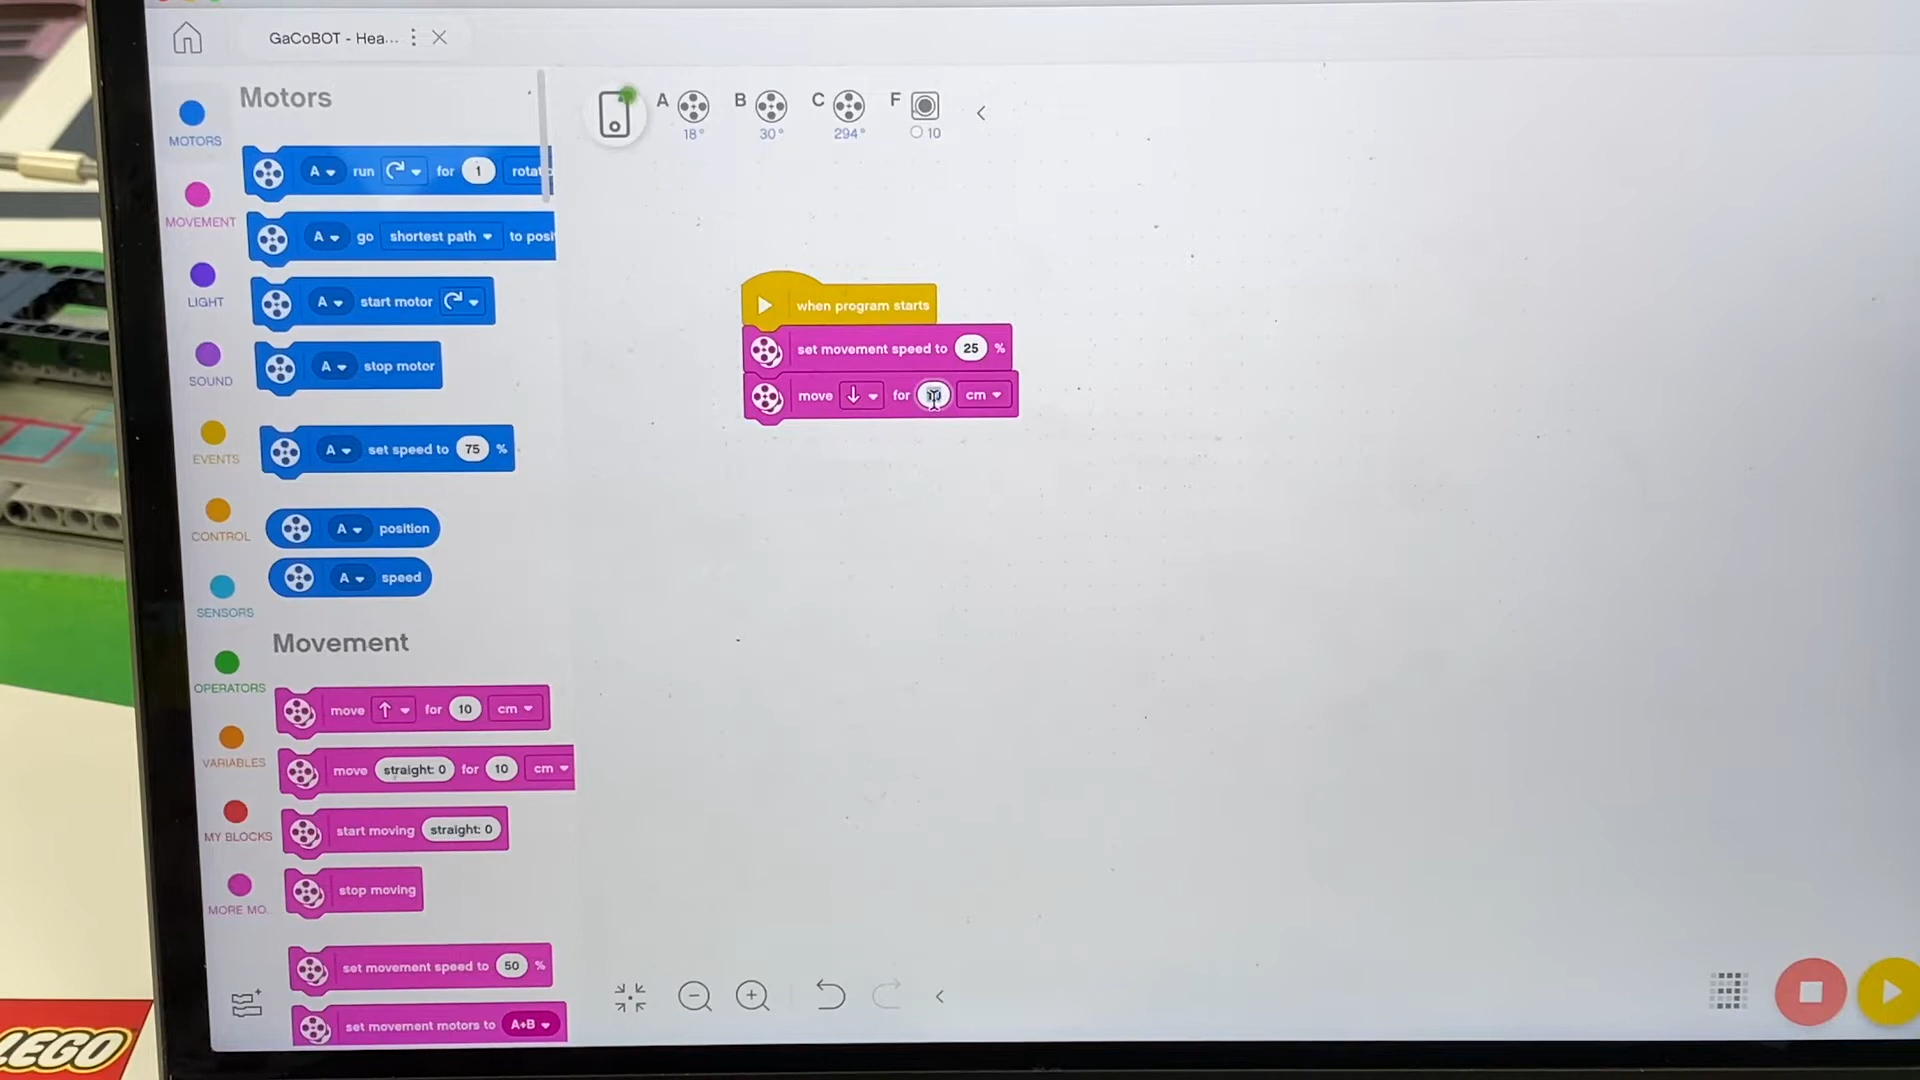 GaCoBOT - Hea...
Motors
MOTORS
A run for 1
A go shortest path to
A start motor
A stop motor
A set speed to 75 %
A position
A speed
MOVEMENT
LIGHT
SOUND
EVENTS
CONTROL
SENSORS
OPERATORS
VARIABLES
MY BLOCKS
MORE MO..
Movement
move for 10 cm
move straight: 0 for 10 cm
start moving straight: 0
stop moving
set movement speed to 50 %
set movement motors to A+B
A 18°
B 30°
C 294°
F 10
when program starts
set movement speed to 25 %
move for cm
LEGO